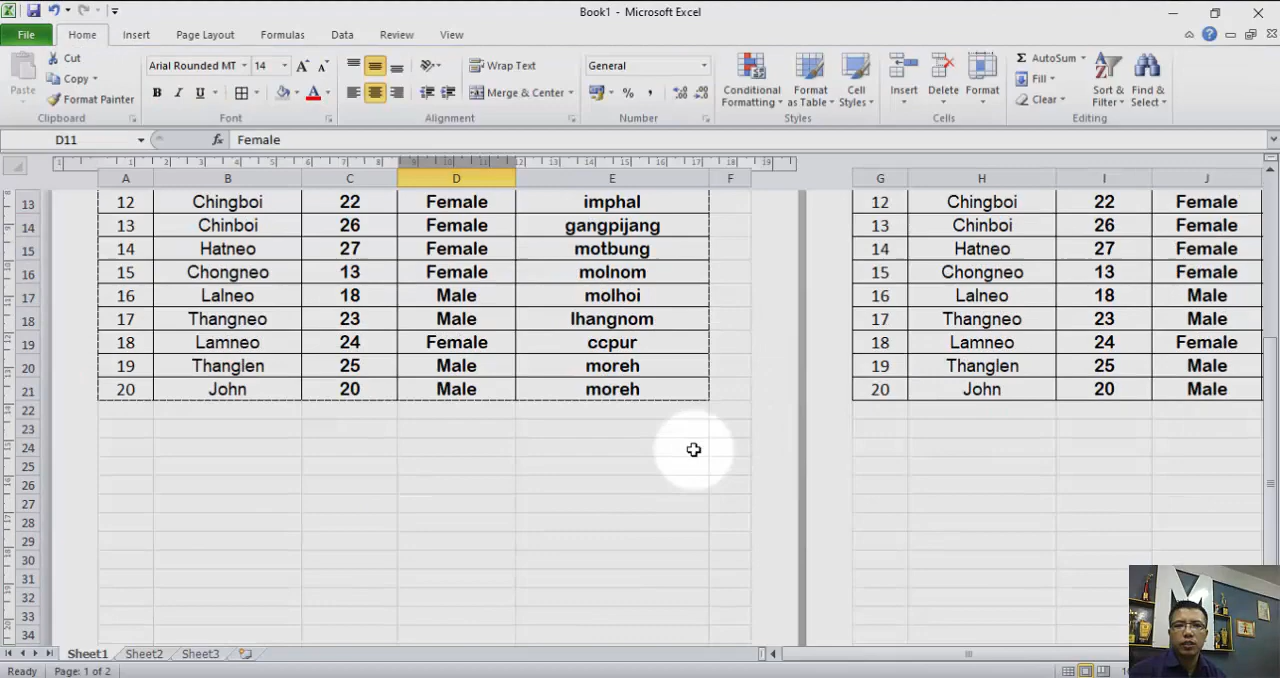 Book1 - Microsoft Excel
File Home Insert Page Layout Formulas Data Review View
Paste Cut Copy Format Painter Clipboard
Arial Rounded MT 14 B I U A Font
Wrap Text Merge & Center Alignment
General % , Number
Conditional Formatting Format as Table Cell Styles Styles
Insert Delete Format Cells
AutoSum Fill Clear Sort & Filter Find & Select Editing
D11 fx Female
A B C D E F G H I J
13 12 Chingboi 22 Female imphal 12 Chingboi 22 Female
14 13 Chinboi 26 Female gangpijang 13 Chinboi 26 Female
15 14 Hatneo 27 Female motbung 14 Hatneo 27 Female
16 15 Chongneo 13 Female molnom 15 Chongneo 13 Female
17 16 Lalneo 18 Male molhoi 16 Lalneo 18 Male
18 17 Thangneo 23 Male lhangnom 17 Thangneo 23 Male
19 18 Lamneo 24 Female ccpur 18 Lamneo 24 Female
20 19 Thanglen 25 Male moreh 19 Thanglen 25 Male
21 20 John 20 Male moreh 20 John 20 Male
22
23
24
25
26
27
28
29
30
31
32
33
34
Sheet1 Sheet2 Sheet3
Ready Page: 1 of 2